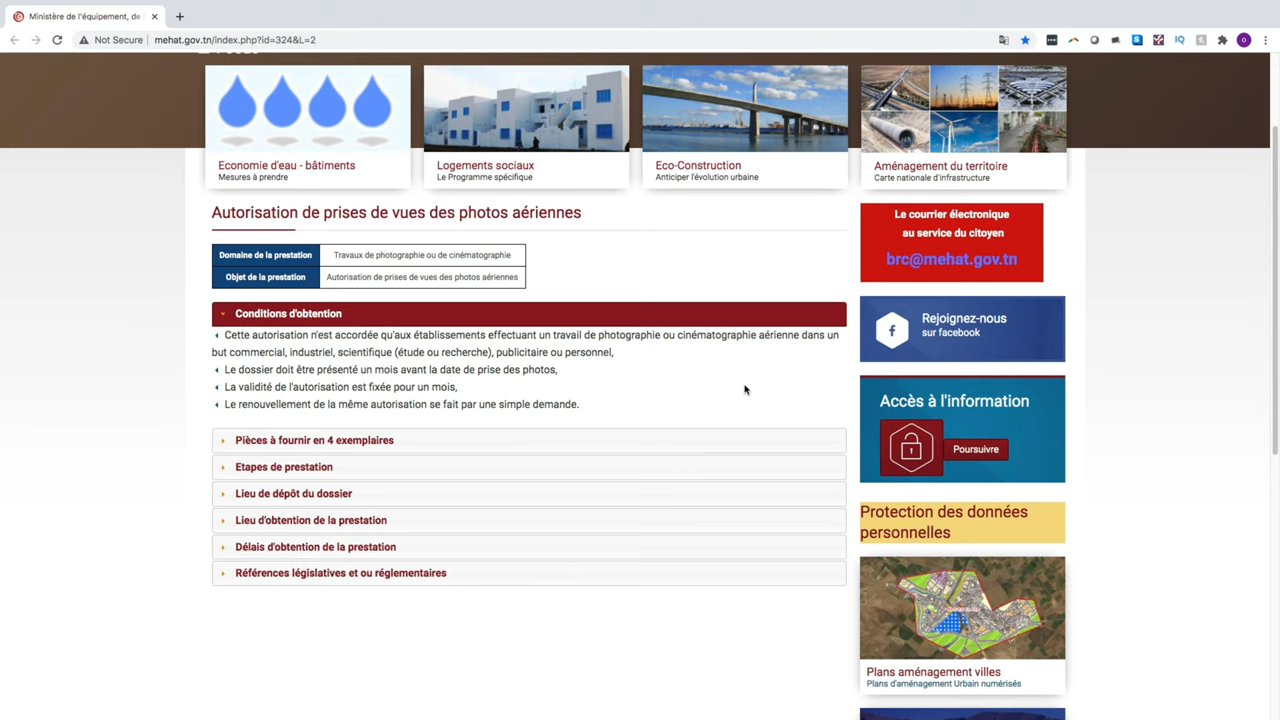 Ministère de l'équipement, de l
Not Secure
mehat.gov.tn/index.php?id=324&L=2
Economie d'eau - bâtiments
Mesures à prendre
Logements sociaux
Le Programme spécifique
Eco-Construction
Anticiper l'évolution urbaine
Aménagement du territoire
Carte nationale d'infrastructure
Autorisation de prises de vues des photos aériennes
Domaine de la prestation
Travaux de photographie ou de cinématographie
Objet de la prestation
Autorisation de prises de vues des photos aériennes
Conditions d'obtention
Cette autorisation n'est accordée qu'aux établissements effectuant un travail de photographie ou cinématographie aérienne dans un
but commercial, industriel, scientifique (étude ou recherche), publicitaire ou personnel,
Le dossier doit être présenté un mois avant la date de prise des photos,
La validité de l'autorisation est fixée pour un mois,
Le renouvellement de la même autorisation se fait par une simple demande.
Pièces à fournir en 4 exemplaires
Etapes de prestation
Lieu de dépôt du dossier
Lieu d'obtention de la prestation
Délais d'obtention de la prestation
Références législatives et ou réglementaires
Le courrier électronique
au service du citoyen
brc@mehat.gov.tn
Rejoignez-nous
sur facebook
Accès à l'information
Poursuivre
Protection des données
personnelles
Plans aménagement villes
Plans d'aménagement Urbain numérisés